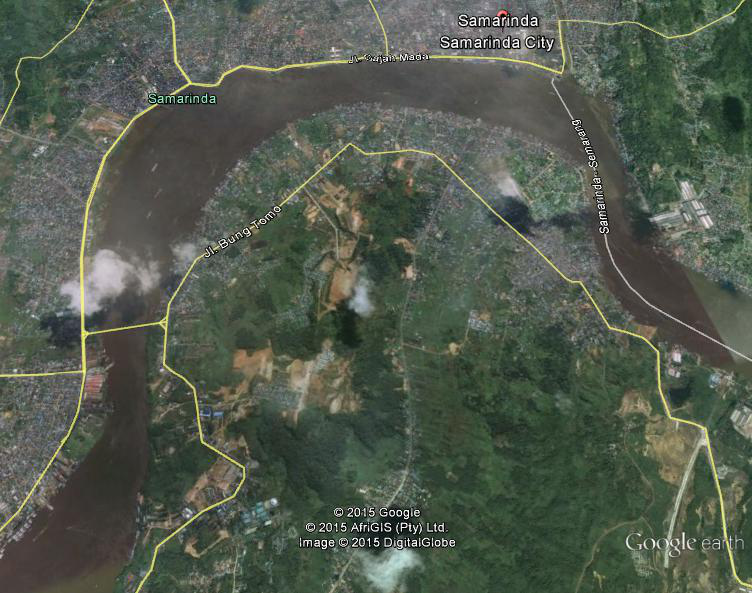 Samarinda
Samarinda City
Jl. Gajah Mada
Samarinda
Samarinda - Semarang
Jl. Bung Tomo
© 2015 Google
© 2015 AfriGIS (Pty) Ltd.
Image © 2015 DigitalGlobe
Google earth